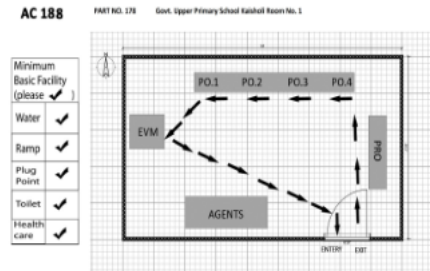 AC 188
PART NO. 178 Govt. Upper Primary School Kaisholi Room No. 1
Minimum
Basic Facility
(please ✔ )
Water ✔
Ramp ✔
Plug
Point ✔
Toilet ✔
Health
care ✔
PO.1 PO.2 PO.3 PO.4
EVM
PRO
AGENTS
ENTERY EXIT